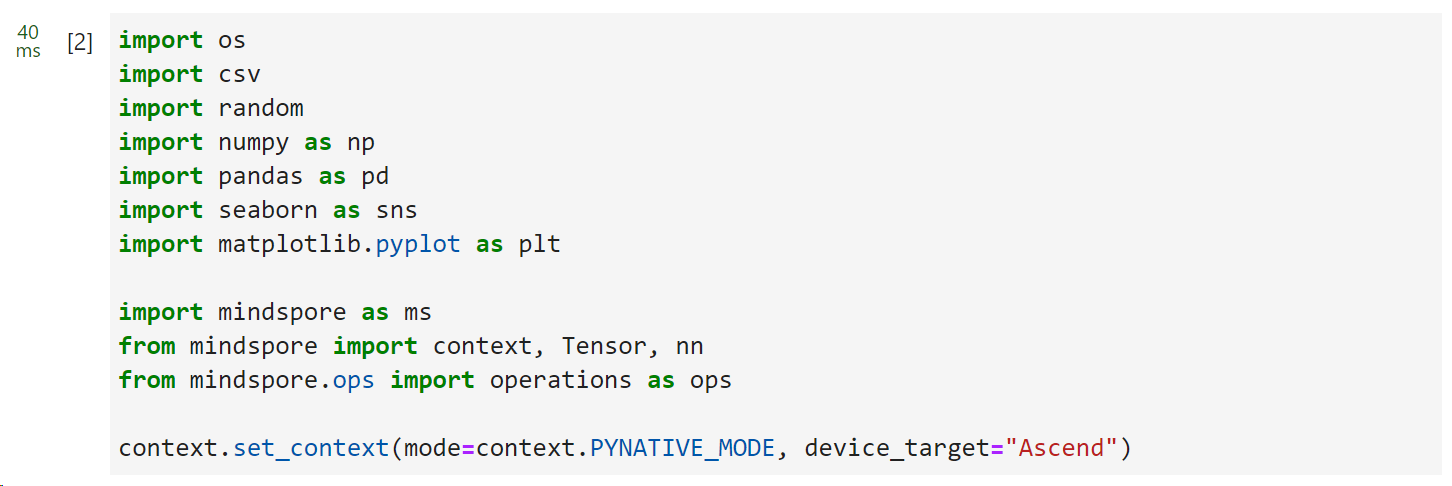 40
ms
[2]
import os
import csv
import random
import numpy as np
import pandas as pd
import seaborn as sns
import matplotlib.pyplot as plt
import mindspore as ms
from mindspore import context, Tensor, nn
from mindspore.ops import operations as ops
context.set_context(mode=context.PYNATIVE_MODE, device_target="Ascend")